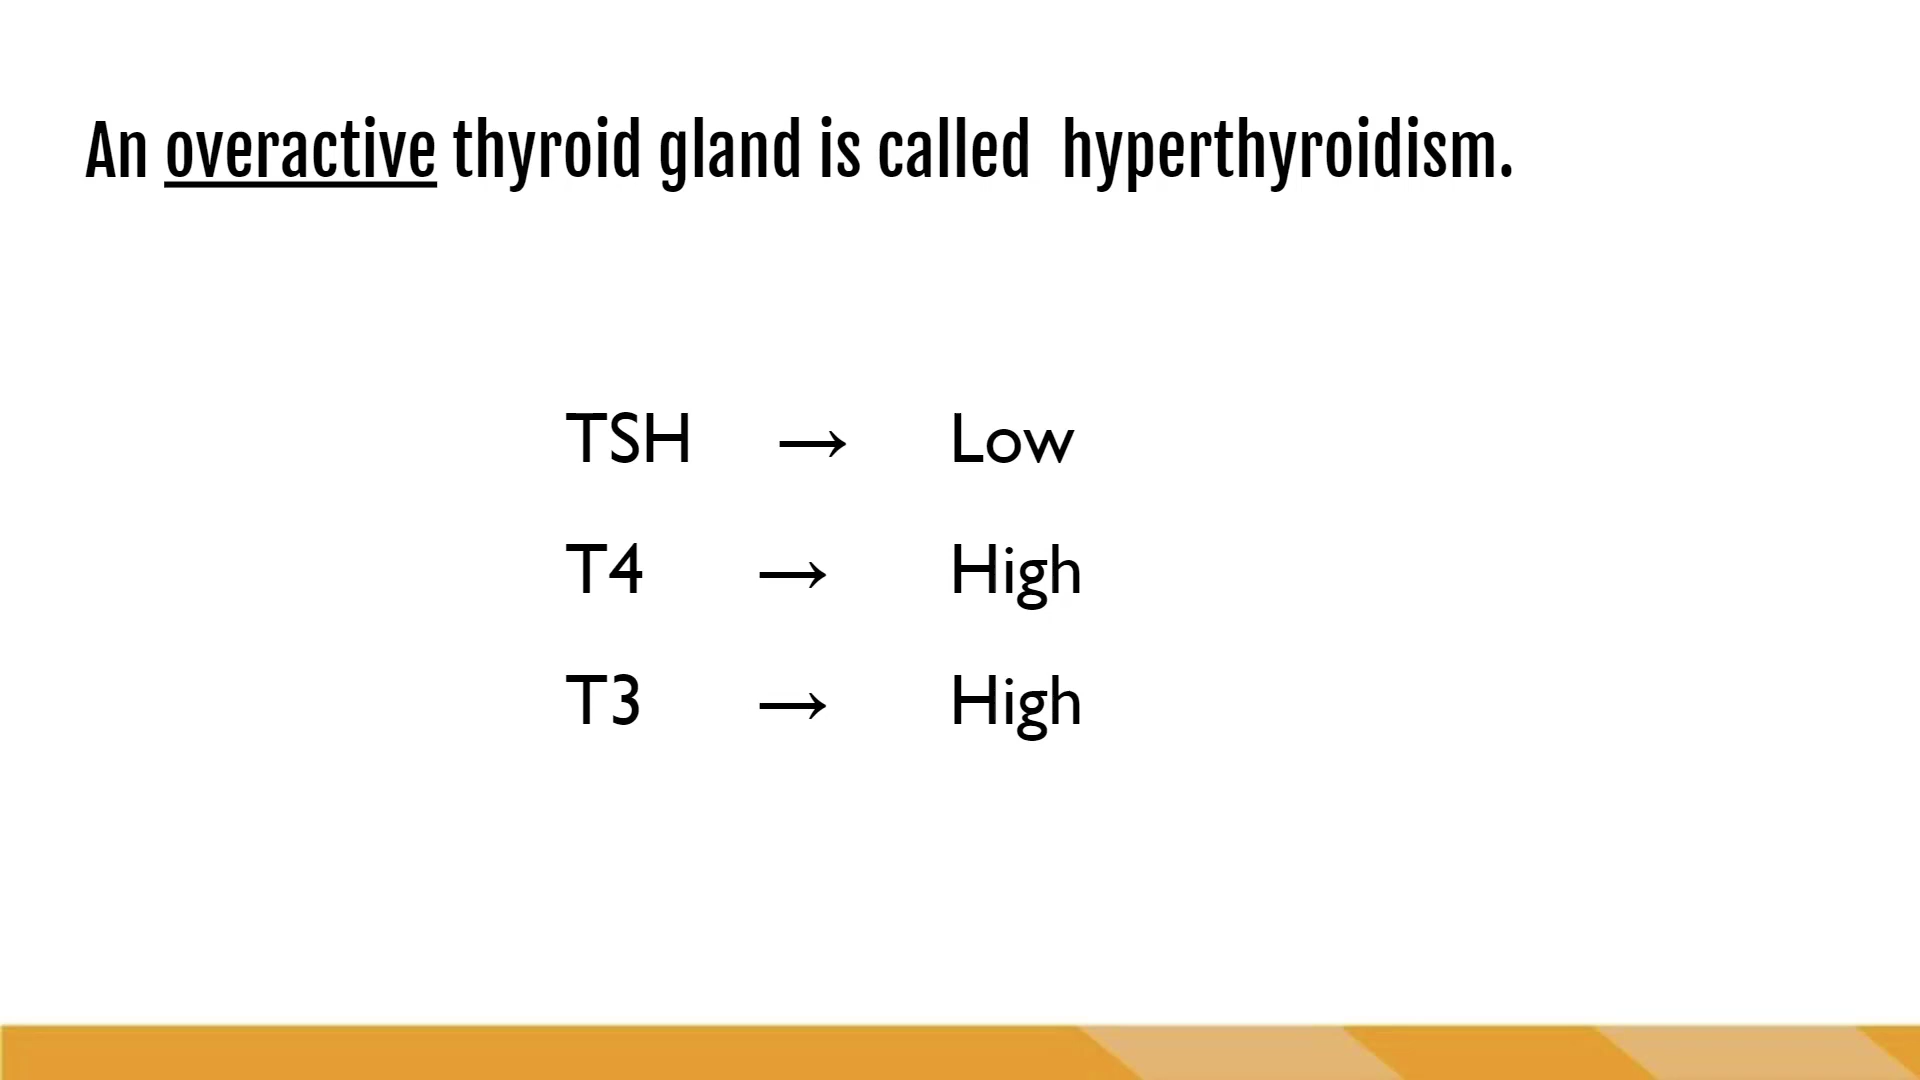 An overactive thyroid gland is called  hyperthyroidism.
TSH → Low
T4 → High
T3 → High